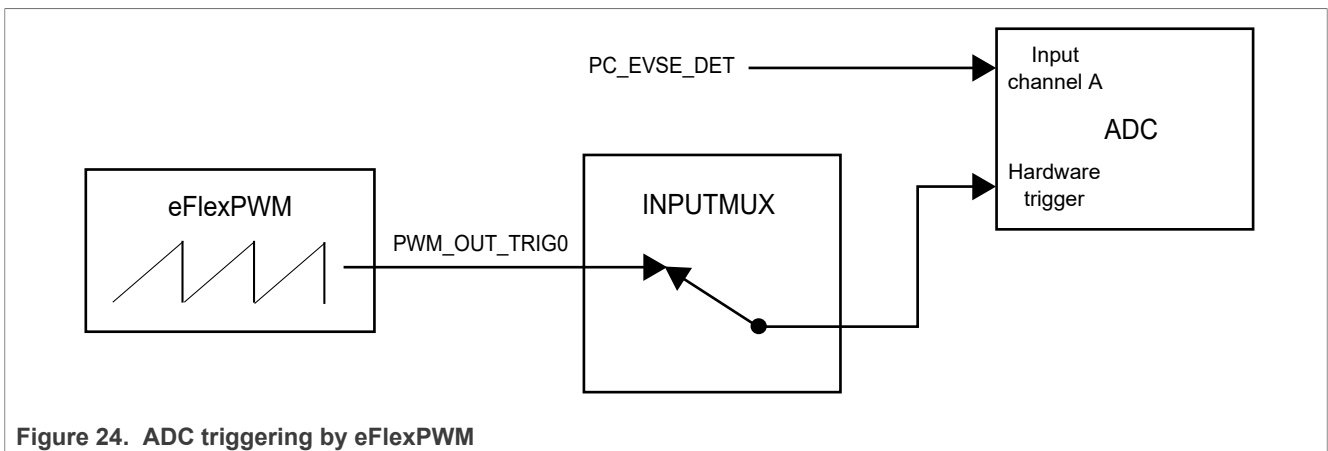 PC_EVSE_DET
Input
channel A
ADC
Hardware
trigger
eFlexPWM
PWM_OUT_TRIG0
INPUTMUX
Figure 24. ADC triggering by eFlexPWM